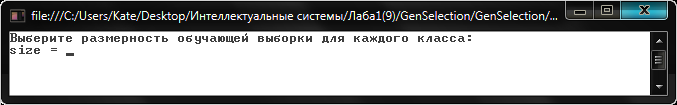 file:///C:/Users/Kate/Desktop/Интеллектуальные системы/Лаба1(9)/GenSelection/GenSelection/...
Выберите размерность обучающей выборки для каждого класса:
size = _